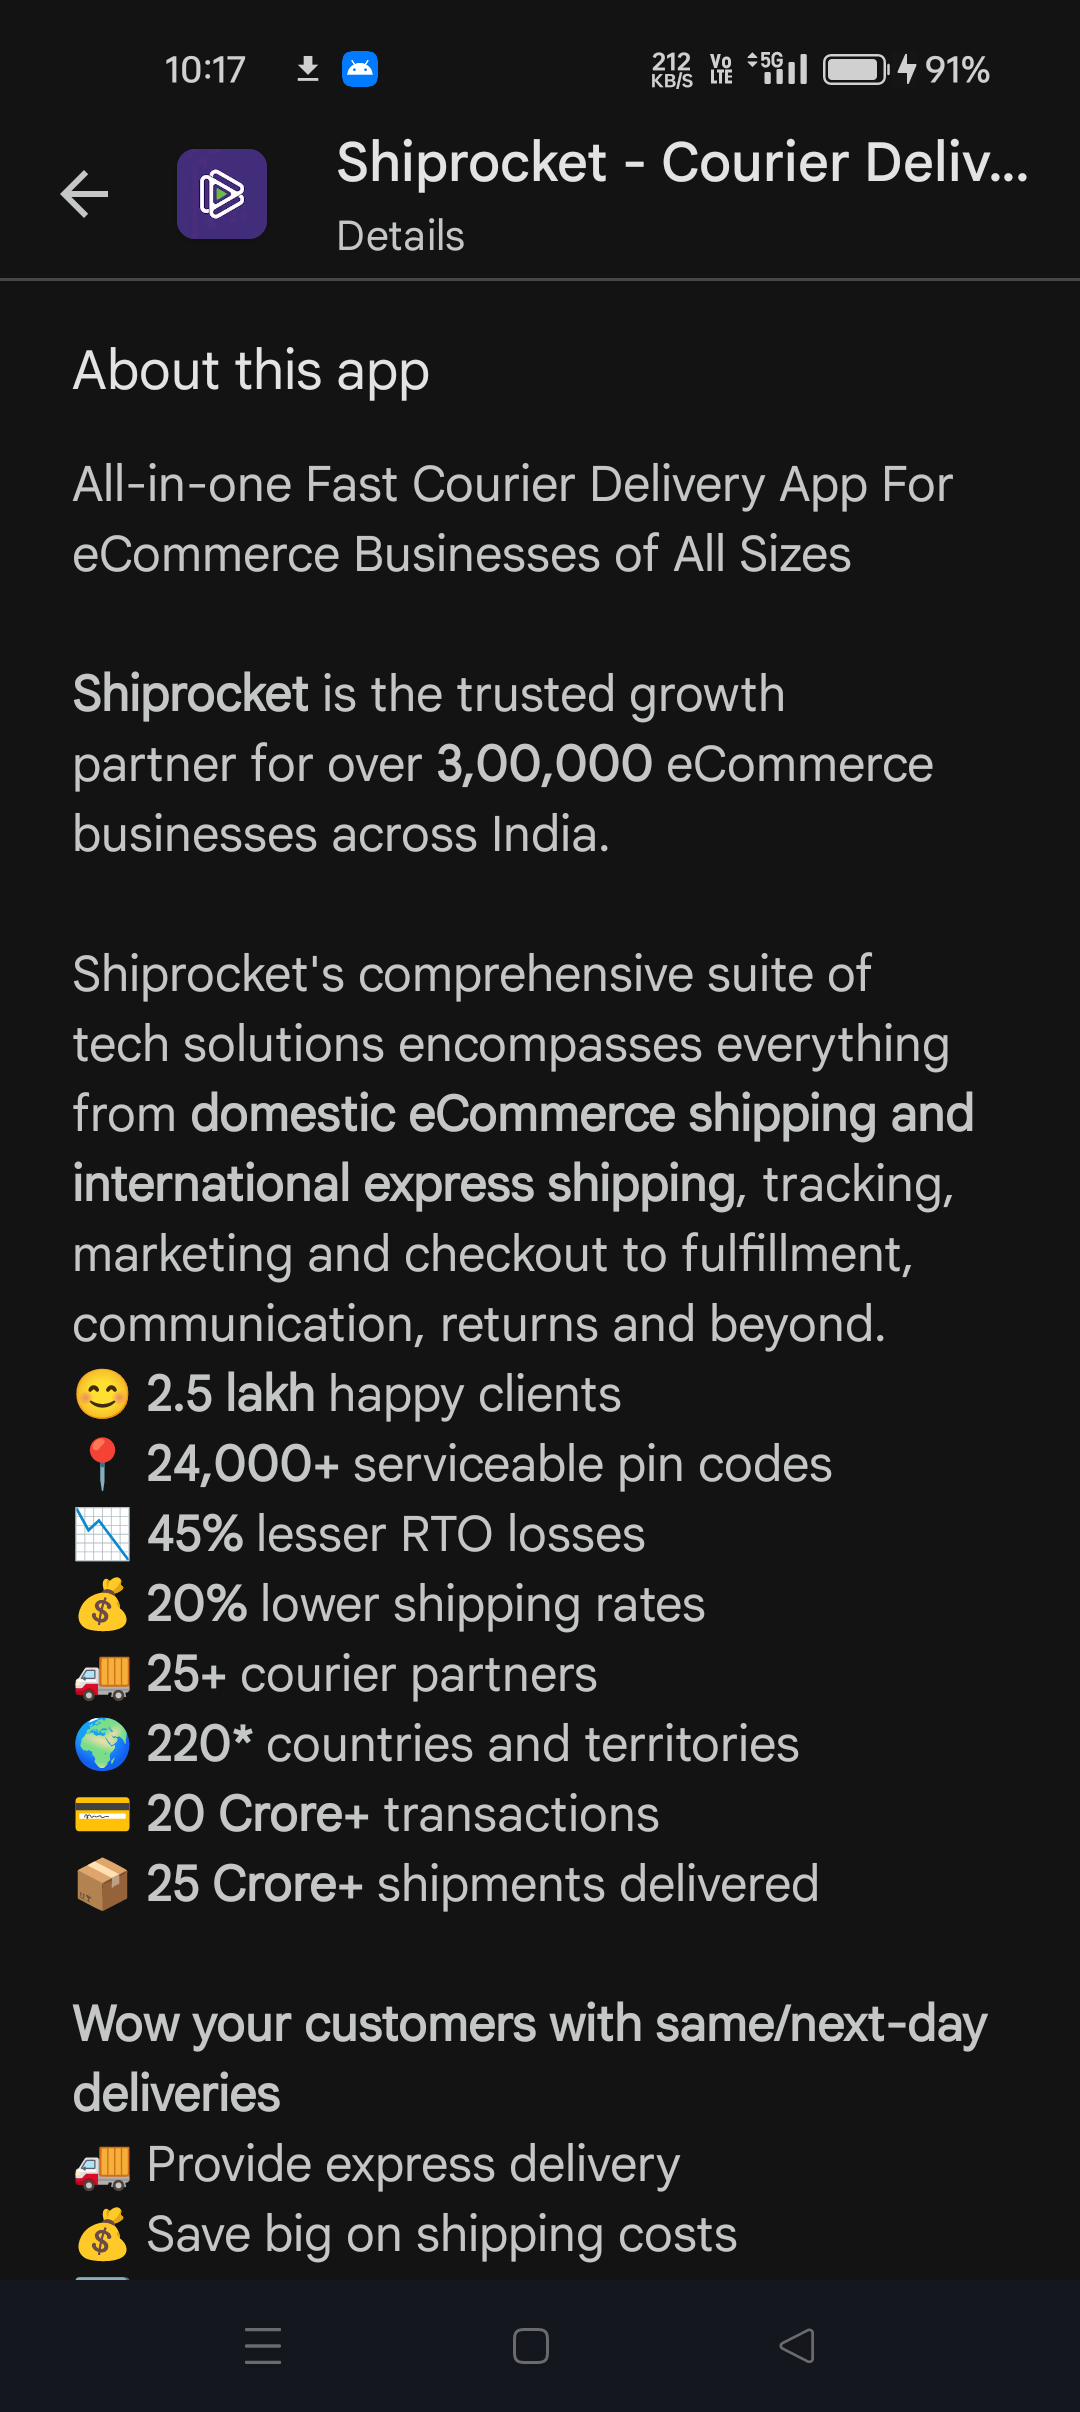 10:17
212 KB/S Vo LTE 5G 91%
Shiprocket - Courier Deliv...
Details
About this app
All-in-one Fast Courier Delivery App For
eCommerce Businesses of All Sizes
Shiprocket is the trusted growth
partner for over 3,00,000 eCommerce
businesses across India.
Shiprocket's comprehensive suite of
tech solutions encompasses everything
from domestic eCommerce shipping and
international express shipping, tracking,
marketing and checkout to fulfillment,
communication, returns and beyond.
😊 2.5 lakh happy clients
📍 24,000+ serviceable pin codes
📉 45% lesser RTO losses
💰 20% lower shipping rates
🚚 25+ courier partners
🌍 220* countries and territories
💳 20 Crore+ transactions
📦 25 Crore+ shipments delivered
Wow your customers with same/next-day
deliveries
🚚 Provide express delivery
💰 Save big on shipping costs